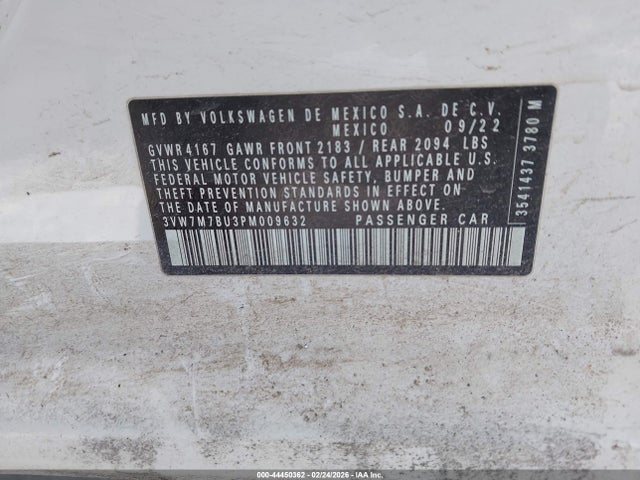 MFD BY VOLKSWAGEN DE MEXICO S.A. DE C.V.
MEXICO 09/22
GVWR 4167 GAWR FRONT 2183 / REAR 2094 LBS
THIS VEHICLE CONFORMS TO ALL APPLICABLE U.S.
FEDERAL MOTOR VEHICLE SAFETY, BUMPER AND
THEFT PREVENTION STANDARDS IN EFFECT ON
THE DATE OF MANUFACTURE SHOWN ABOVE.
3VW7M7BU3PM009632 PASSENGER CAR
3541437 3780 M
000-44450362 - 02/24/2026 - IAA Inc.